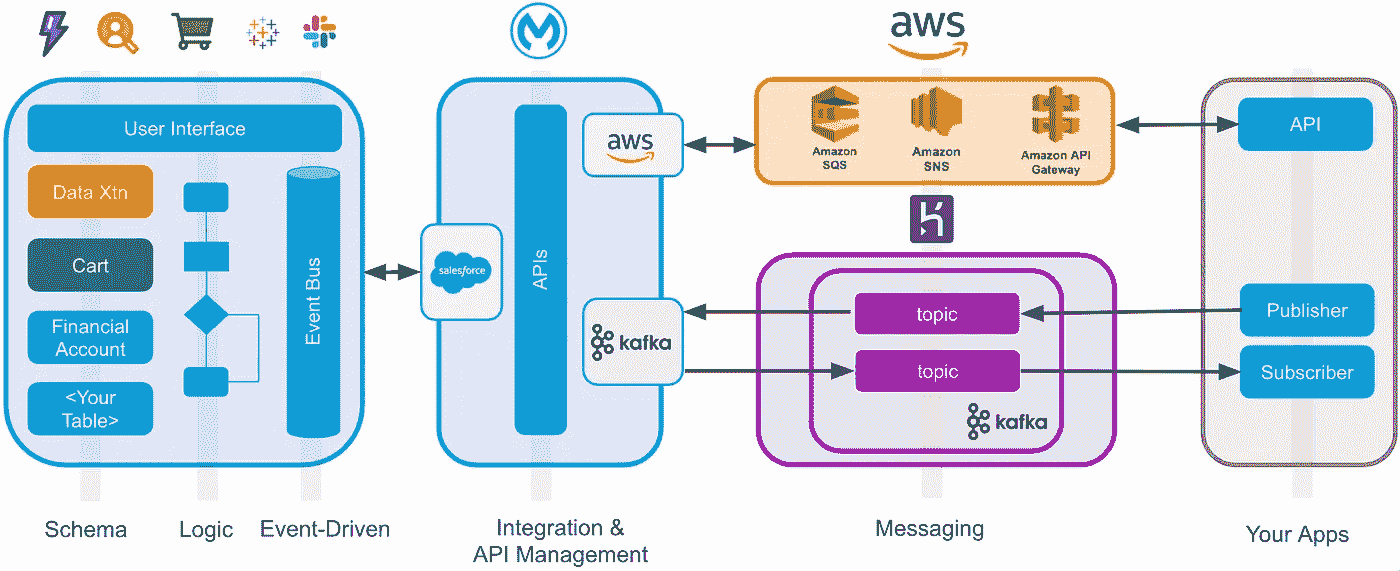 aws
User Interface
Data Xtn
Cart
Financial
Account
<Your
Table>
Event Bus
salesforce
APIs
aws
kafka
Amazon
SQS
Amazon
SNS
Amazon API
Gateway
topic
topic
kafka
API
Publisher
Subscriber
Schema
Logic
Event-Driven
Integration &
API Management
Messaging
Your Apps